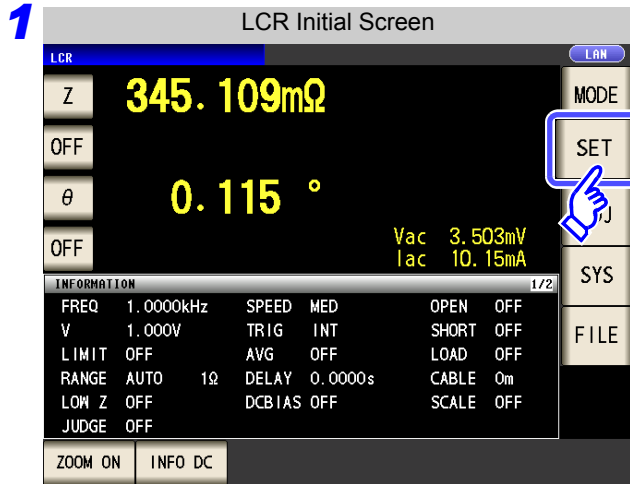 1
LCR Initial Screen
LCR
LAN
Z 345.109mΩ
MODE
OFF
SET
θ 0.115 °
OFF
Vac 3.503mV
Iac 10.15mA
SYS
INFORMATION 1/2
FREQ 1.0000kHz SPEED MED OPEN OFF
V 1.000V TRIG INT SHORT OFF
FILE
LIMIT OFF AVG OFF LOAD OFF
RANGE AUTO 1Ω DELAY 0.0000s CABLE 0m
LOW Z OFF DCBIAS OFF SCALE OFF
JUDGE OFF
ZOOM ON INFO DC